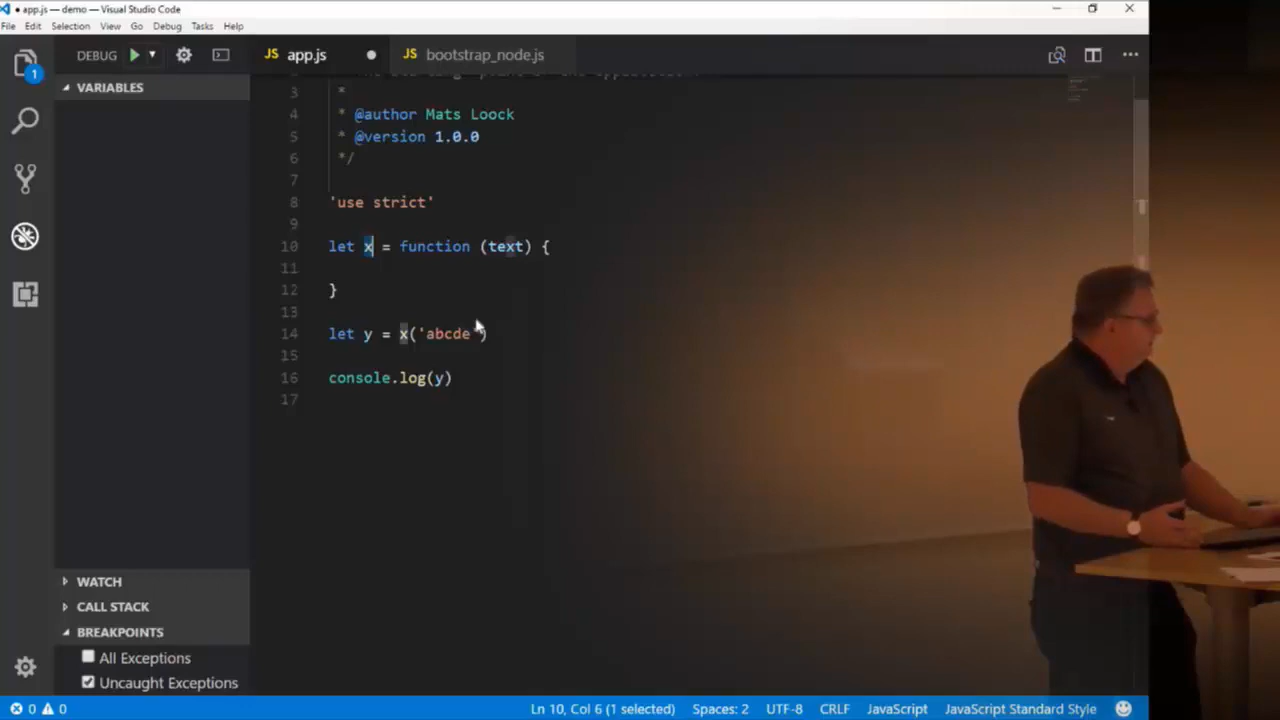 app.js — demo — Visual Studio Code
File Edit Selection View Go Debug Tasks Help
DEBUG
JS app.js
JS bootstrap_node.js
1
VARIABLES
3 *
4 * @author Mats Loock
5 * @version 1.0.0
6 */
7
8 'use strict'
9
10 let x = function (text) {
11
12 }
13
14 let y = x('abcde')
15
16 console.log(y)
17
WATCH
CALL STACK
BREAKPOINTS
All Exceptions
Uncaught Exceptions
0 0 Ln 10, Col 6 (1 selected) Spaces: 2 UTF-8 CRLF JavaScript JavaScript Standard Style